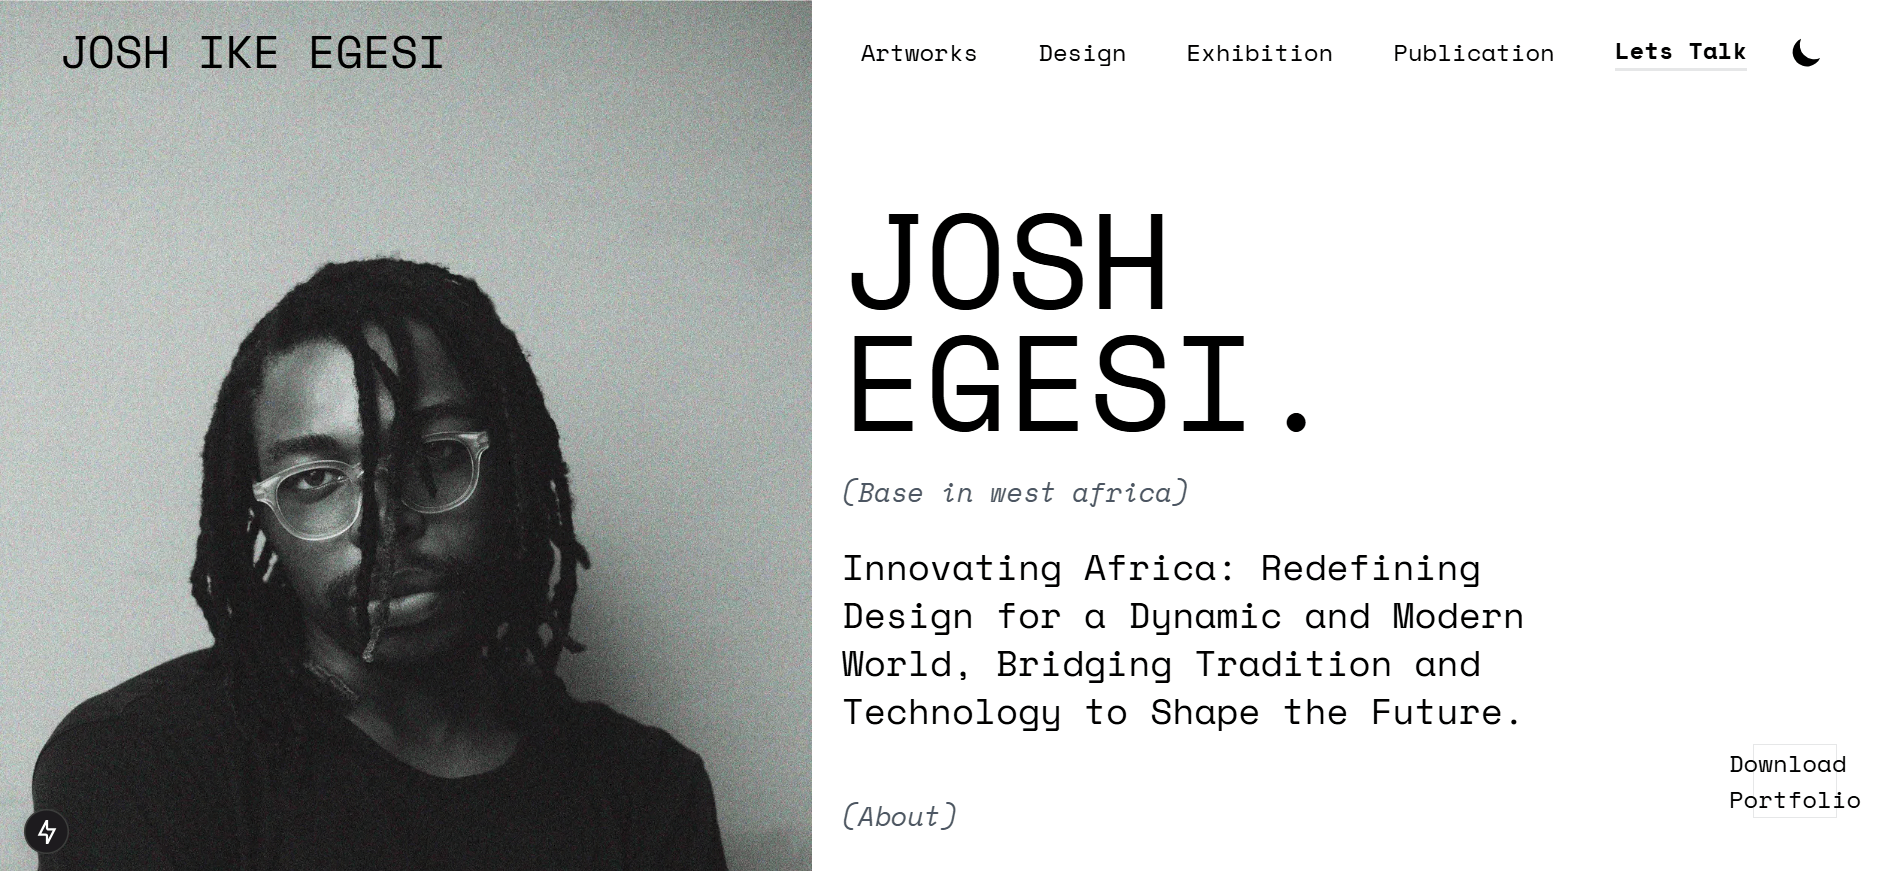 JOSH IKE EGESI
Artworks
Design
Exhibition
Publication
Lets Talk
JOSH
EGESI.
(Base in west africa)
Innovating Africa: Redefining
Design for a Dynamic and Modern
World, Bridging Tradition and
Technology to Shape the Future.
Download
Portfolio
(About)